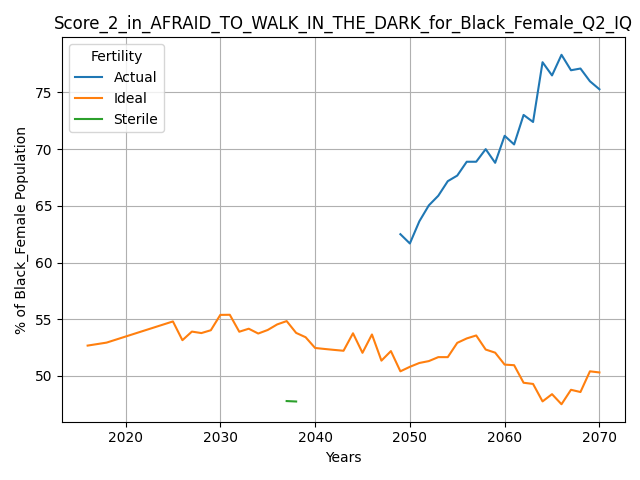 Score_2_in_AFRAID_TO_WALK_IN_THE_DARK_for_Black_Female_Q2_IQ
Fertility
Actual
Ideal
Sterile
% of Black_Female Population
75
70
65
60
55
50
2020 2030 2040 2050 2060 2070
Years